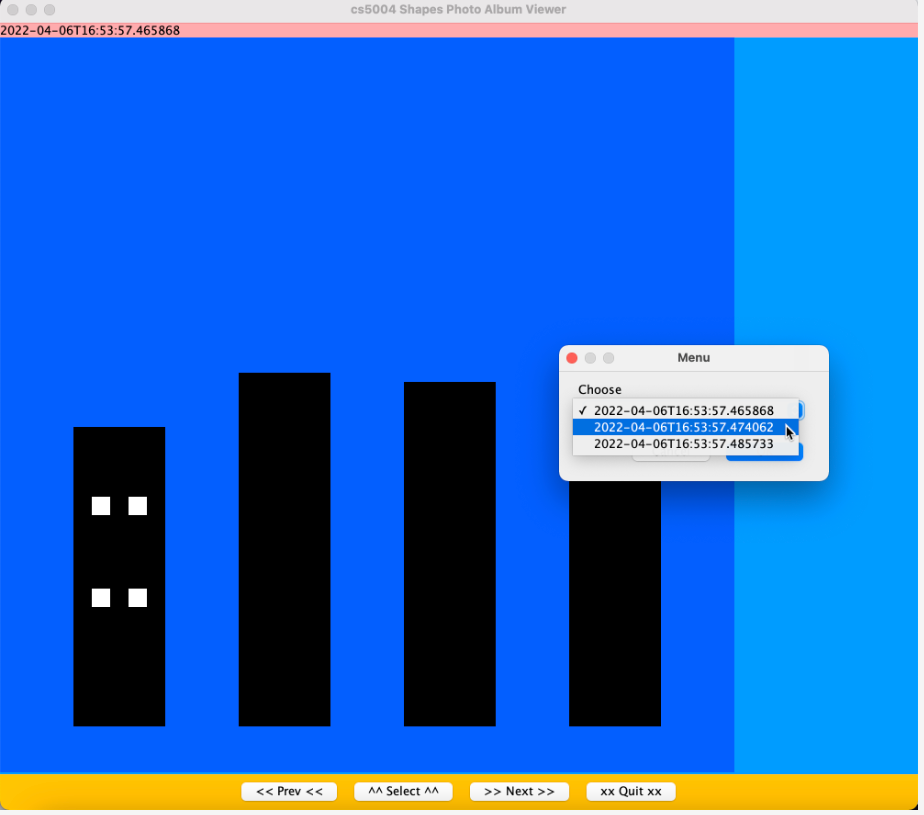 cs5004 Shapes Photo Album Viewer
2022-04-06T16:53:57.465868
Menu
Choose
✓ 2022-04-06T16:53:57.465868
2022-04-06T16:53:57.474062
2022-04-06T16:53:57.485733
<< Prev <<
^^ Select ^^
>> Next >>
xx Quit xx